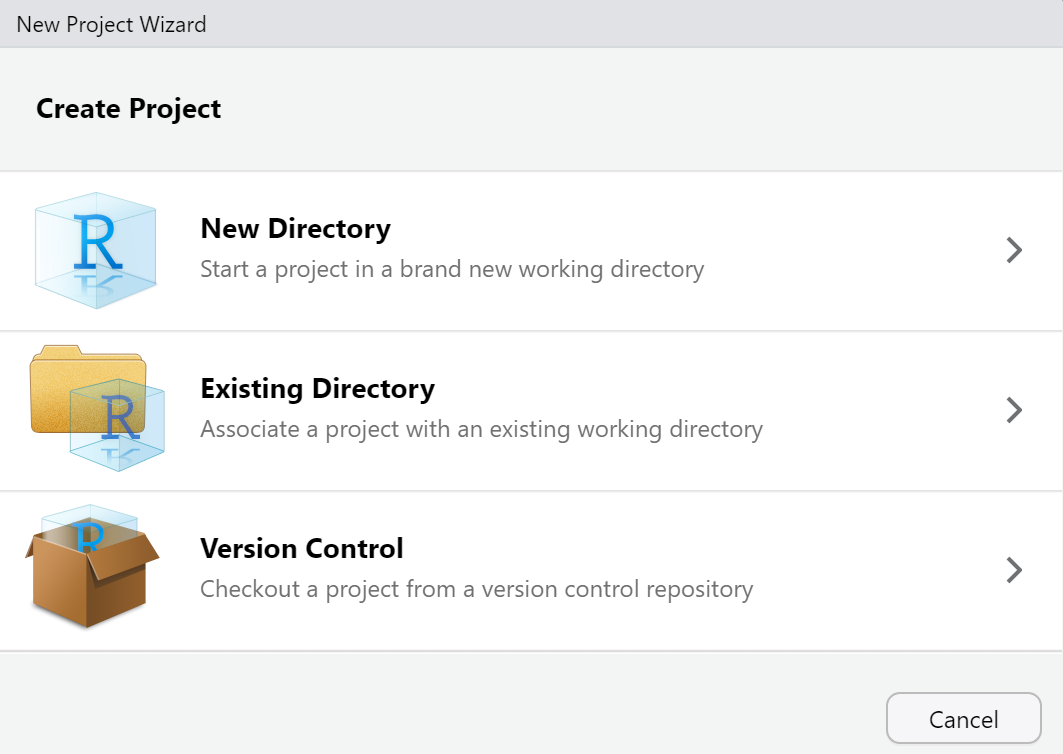 New Project Wizard
Create Project
R
New Directory
Start a project in a brand new working directory
R
Existing Directory
Associate a project with an existing working directory
R
Version Control
Checkout a project from a version control repository
Cancel